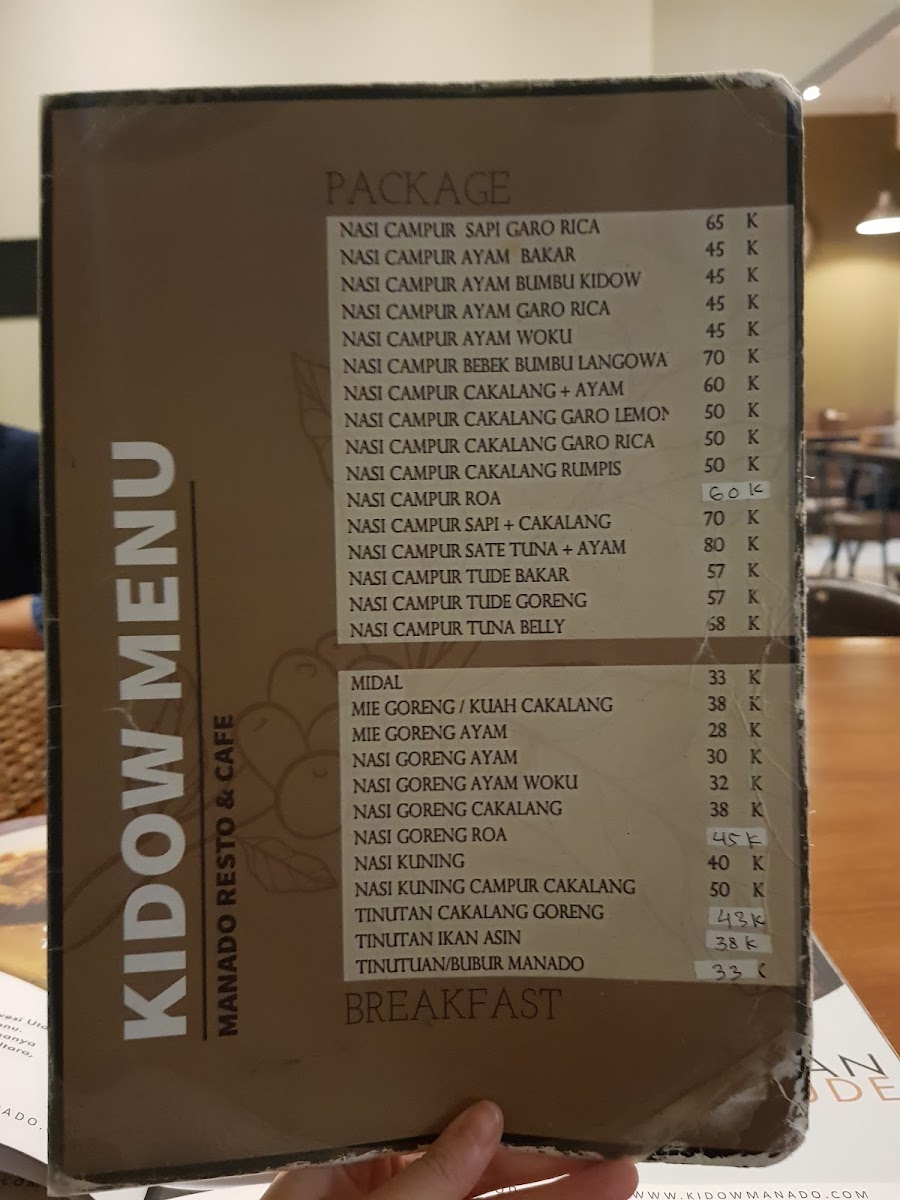 KIDOW MENU
MANADO RESTO & CAFE
PACKAGE
NASI CAMPUR SAPI GARO RICA 65 K
NASI CAMPUR AYAM BAKAR 45 K
NASI CAMPUR AYAM BUMBU KIDOW 45 K
NASI CAMPUR AYAM GARO RICA 45 K
NASI CAMPUR AYAM WOKU 45 K
NASI CAMPUR BEBEK BUMBU LANGOWA 70 K
NASI CAMPUR CAKALANG + AYAM 60 K
NASI CAMPUR CAKALANG GARO LEMON 50 K
NASI CAMPUR CAKALANG GARO RICA 50 K
NASI CAMPUR CAKALANG RUMPIS 50 K
NASI CAMPUR ROA 60 K
NASI CAMPUR SAPI + CAKALANG 70 K
NASI CAMPUR SATE TUNA + AYAM 80 K
NASI CAMPUR TUDE BAKAR 57 K
NASI CAMPUR TUDE GORENG 57 K
NASI CAMPUR TUNA BELLY 68 K
MIDAL 33 K
MIE GORENG / KUAH CAKALANG 38 K
MIE GORENG AYAM 28 K
NASI GORENG AYAM 30 K
NASI GORENG AYAM WOKU 32 K
NASI GORENG CAKALANG 38 K
NASI GORENG ROA 45 K
NASI KUNING 40 K
NASI KUNING CAMPUR CAKALANG 50 K
TINUTAN CAKALANG GORENG 43 K
TINUTAN IKAN ASIN 38 K
TINUTUAN/BUBUR MANADO 33
BREAKFAST
WWW.KIDOWMANADO.COM